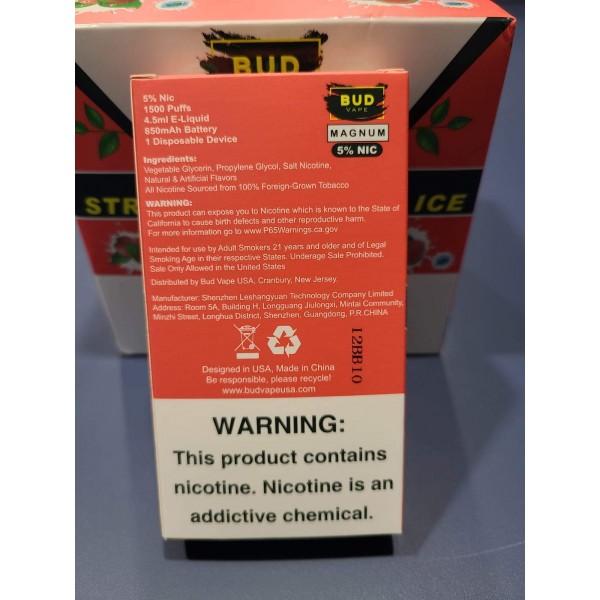 BUD
STR
ICE
5% Nic
1500 Puffs
4.5ml E-Liquid
850mAh Battery
1 Disposable Device
BUD
VAPE
MAGNUM
5% NIC
Ingredients:
Vegetable Glycerin, Propylene Glycol, Salt Nicotine,
Natural & Artificial Flavors
All Nicotine Sourced from 100% Foreign-Grown Tobacco
WARNING:
This product can expose you to Nicotine which is known to the State of
California to cause birth defects and other reproductive harm.
For more information go to www.P65Warnings.ca.gov
Intended for use by Adult Smokers 21 years and older and of Legal
Smoking Age in their respective States. Underage Sale Prohibited.
Sale Only Allowed in the United States
Distributed by Bud Vape USA, Cranbury, New Jersey.
Manufacturer: Shenzhen Leshangyuan Technology Company Limited
Address: Room 5A, Building H, Longguang Jiulongxi, Mintai Community,
Minzhi Street, Longhua District, Shenzhen, Guangdong, P.R.CHINA
12BB10
Designed in USA, Made in China
Be responsible, please recycle!
www.budvapeusa.com
WARNING:
This product contains
nicotine. Nicotine is an
addictive chemical.